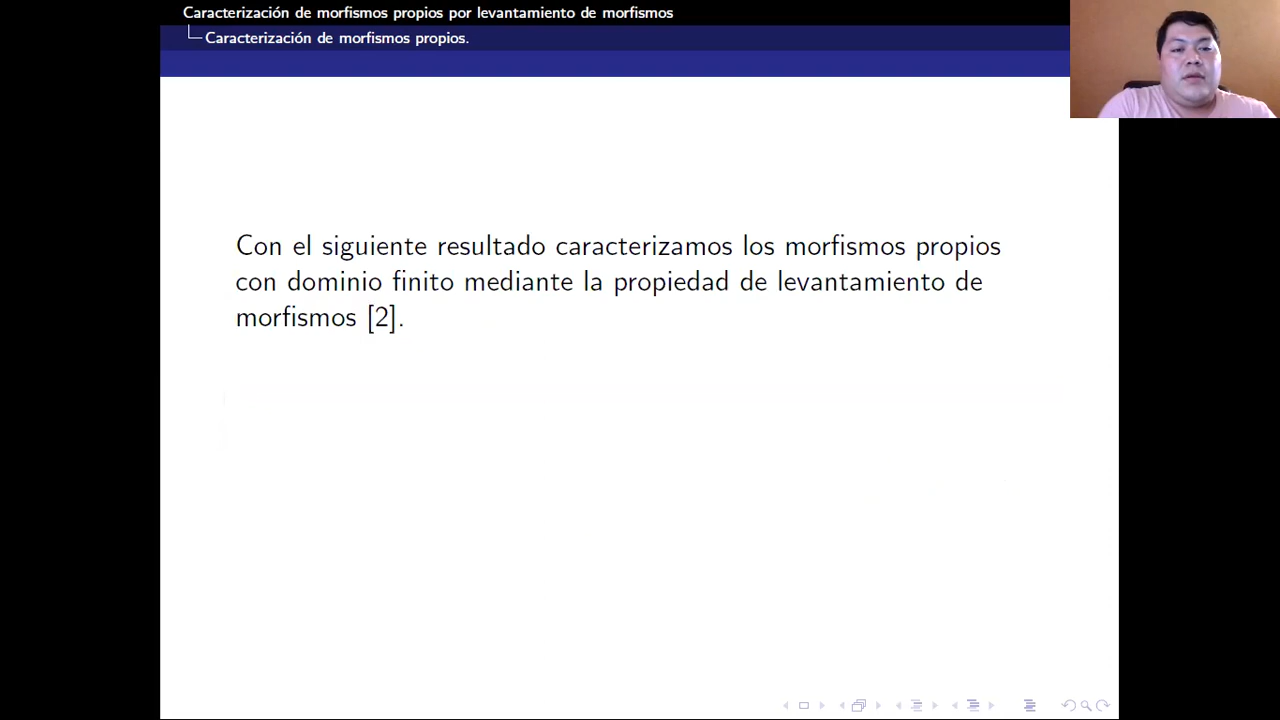 Caracterización de morfismos propios por levantamiento de morfismos
Caracterización de morfismos propios.
Con el siguiente resultado caracterizamos los morfismos propios
con dominio finito mediante la propiedad de levantamiento de
morfismos [2].